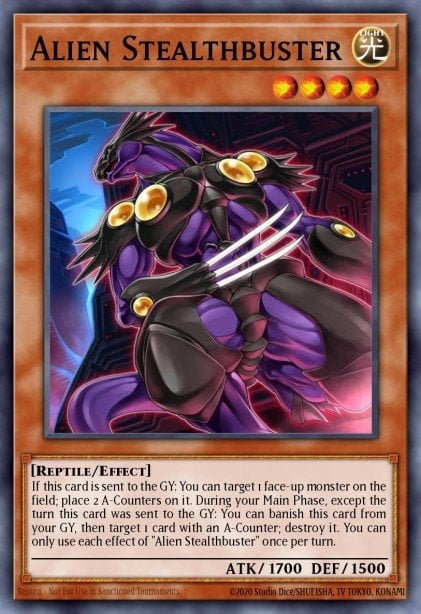 ALIEN STEALTHBUSTER
LIGHT
光
[REPTILE/EFFECT]
If this card is sent to the GY: You can target 1 face-up monster on the
field; place 2 A-Counters on it. During your Main Phase, except the
turn this card was sent to the GY: You can banish this card from
your GY, then target 1 card with an A-Counter; destroy it. You can
only use each effect of "Alien Stealthbuster" once per turn.
ATK/ 1700 DEF/ 1500
Replica - Not For Use in Sanctioned Tournaments ©2020 Studio Dice/SHUEISHA, TV TOKYO, KONAMI